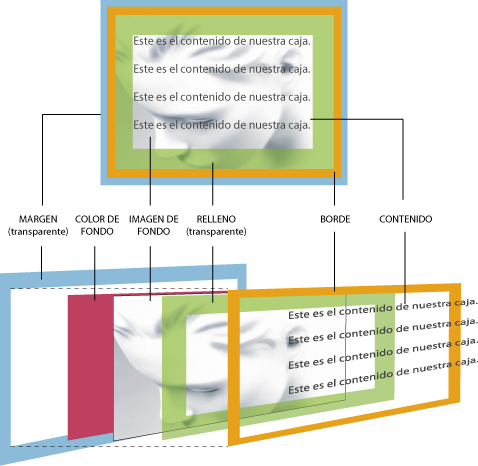 Este es el contenido de nuestra caja.
Este es el contenido de nuestra caja.
Este es el contenido de nuestra caja.
Este es el contenido de nuestra caja.
MARGEN
(transparente)
COLOR DE
FONDO
IMAGEN DE
FONDO
RELLENO
(transparente)
BORDE
CONTENIDO
Este es el contenido de nuestra caja.
Este es el contenido de nuestra caja.
Este es el contenido de nuestra caja.
Este es el contenido de nuestra caja.